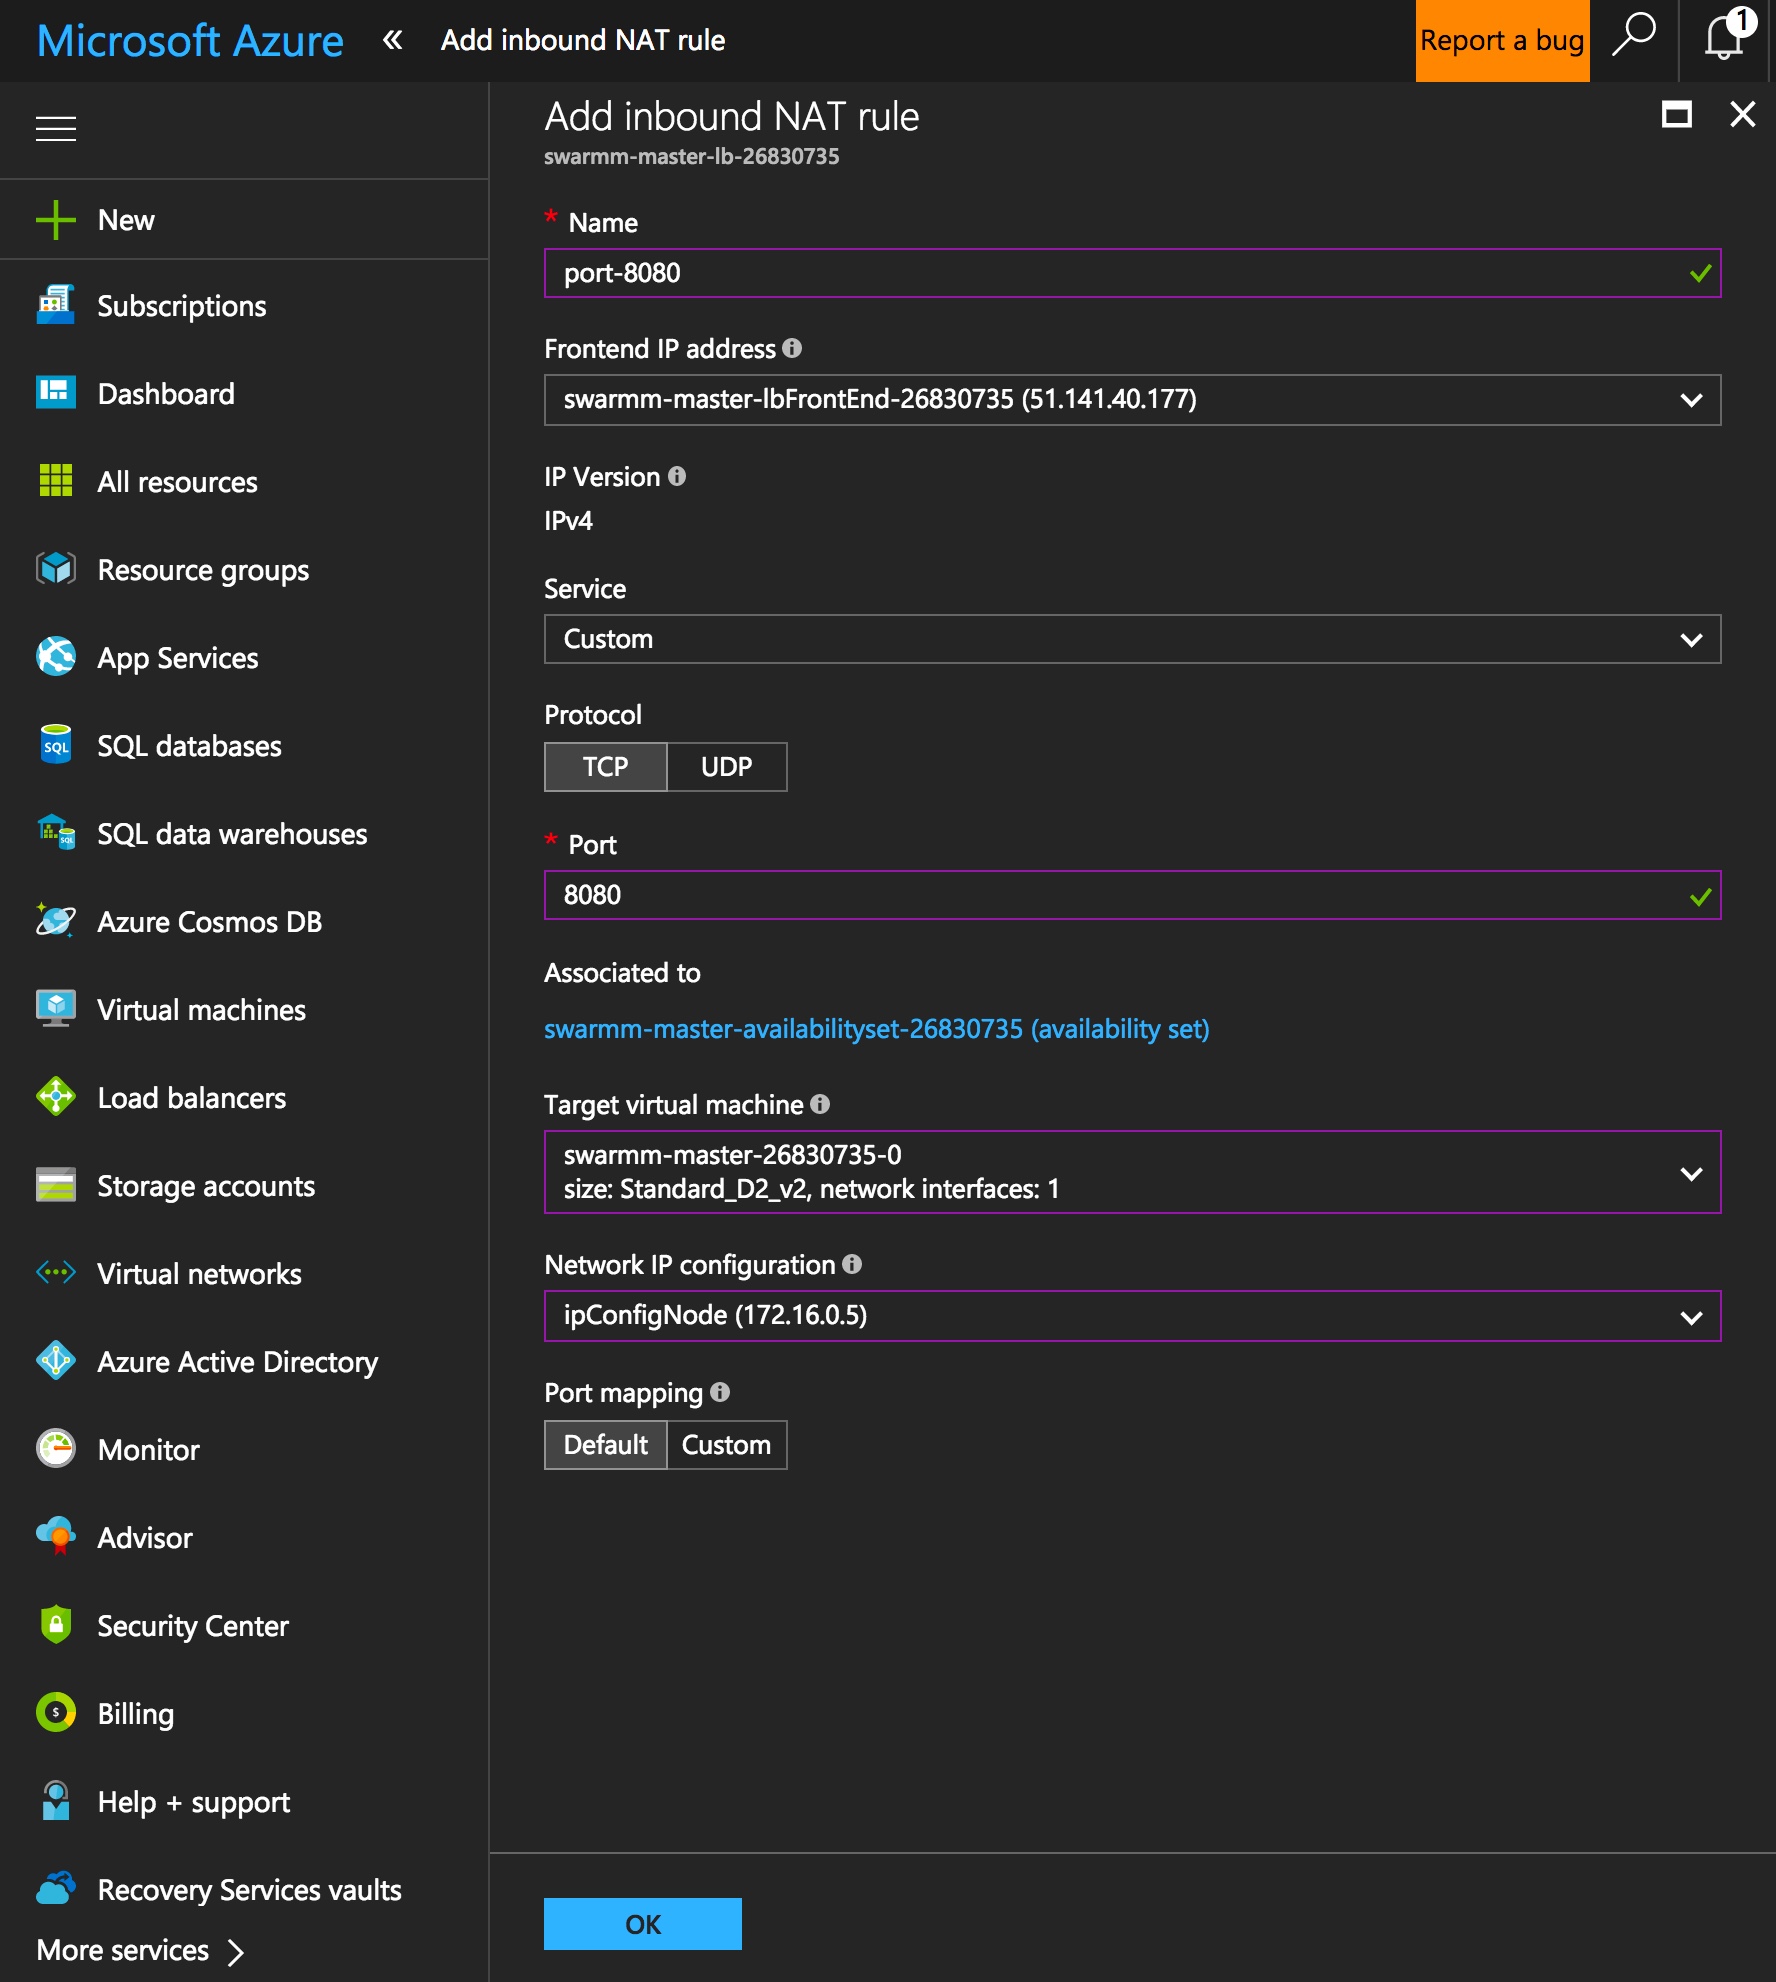 Microsoft Azure « Add inbound NAT rule
Report a bug
1
Add inbound NAT rule
swarmm-master-lb-26830735
New
Subscriptions
Dashboard
All resources
Resource groups
App Services
SQL
SQL databases
SQL
SQL data warehouses
Azure Cosmos DB
Virtual machines
Load balancers
Storage accounts
Virtual networks
Azure Active Directory
Monitor
Advisor
Security Center
$
Billing
Help + support
Recovery Services vaults
More services >
* Name
port-8080
Frontend IP address
swarmm-master-lbFrontEnd-26830735 (51.141.40.177)
IP Version
IPv4
Service
Custom
Protocol
TCP UDP
* Port
8080
Associated to
swarmm-master-availabilityset-26830735 (availability set)
Target virtual machine
swarmm-master-26830735-0
size: Standard_D2_v2, network interfaces: 1
Network IP configuration
ipConfigNode (172.16.0.5)
Port mapping
Default Custom
OK